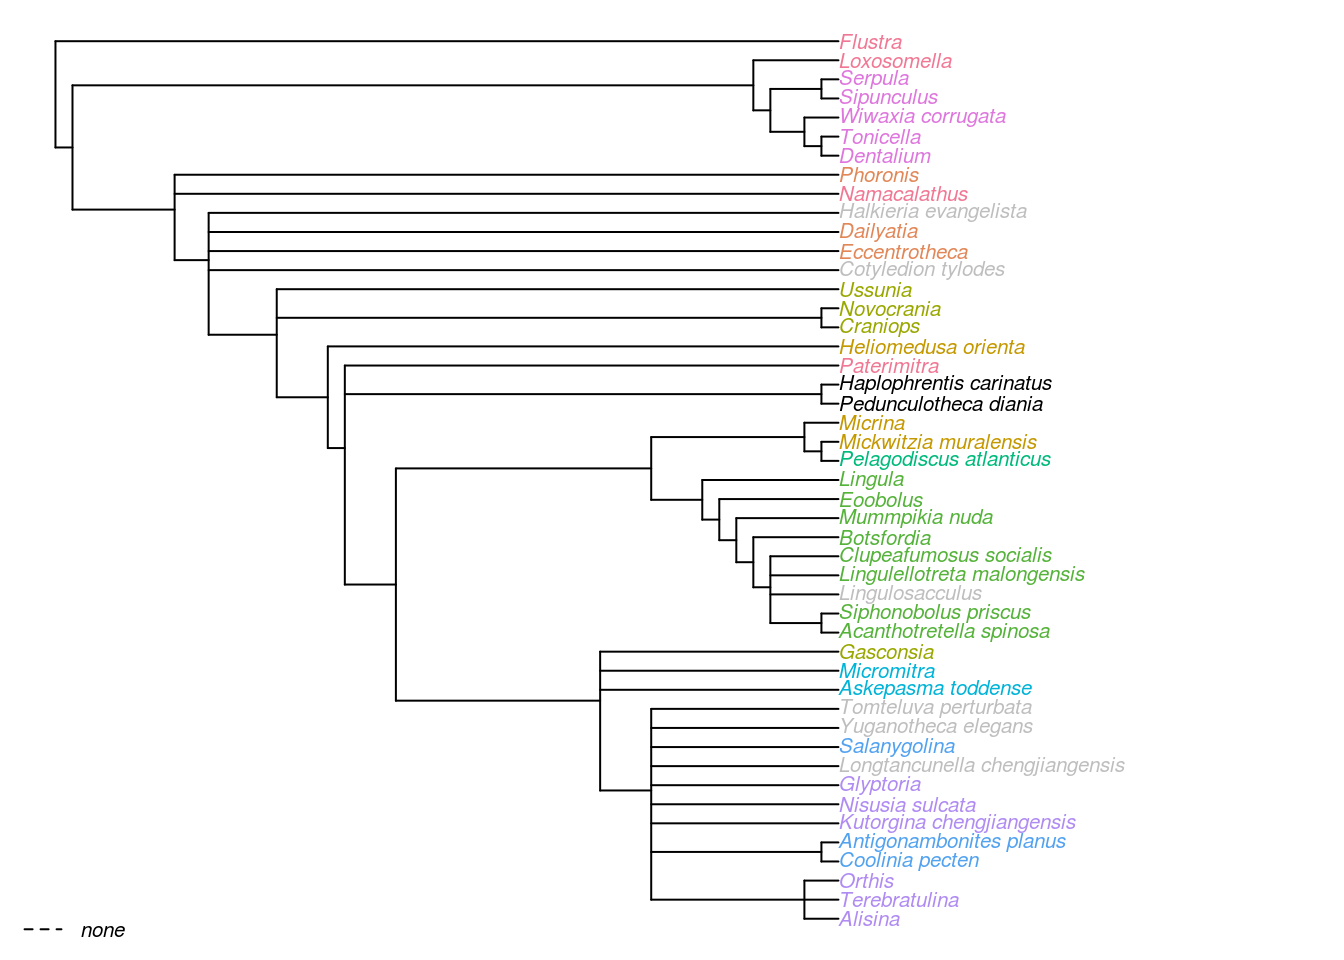 Flustra
Loxosomella
Serpula
Sipunculus
Wiwaxia corrugata
Tonicella
Dentalium
Phoronis
Namacalathus
Halkieria evangelista
Dailyatia
Eccentrotheca
Cotyledion tylodes
Ussunia
Novocrania
Craniops
Heliomedusa orienta
Paterimitra
Haplophrentis carinatus
Pedunculotheca diania
Micrina
Mickwitzia muralensis
Pelagodiscus atlanticus
Lingula
Eoobolus
Mummpikia nuda
Botsfordia
Clupeafumosus socialis
Lingulellotreta malongensis
Lingulosacculus
Siphonobolus priscus
Acanthotretella spinosa
Gasconsia
Micromitra
Askepasma toddense
Tomteluva perturbata
Yuganotheca elegans
Salanygolina
Longtancunella chengjiangensis
Glyptoria
Nisusia sulcata
Kutorgina chengjiangensis
Antigonambonites planus
Coolinia pecten
Orthis
Terebratulina
Alisina
none